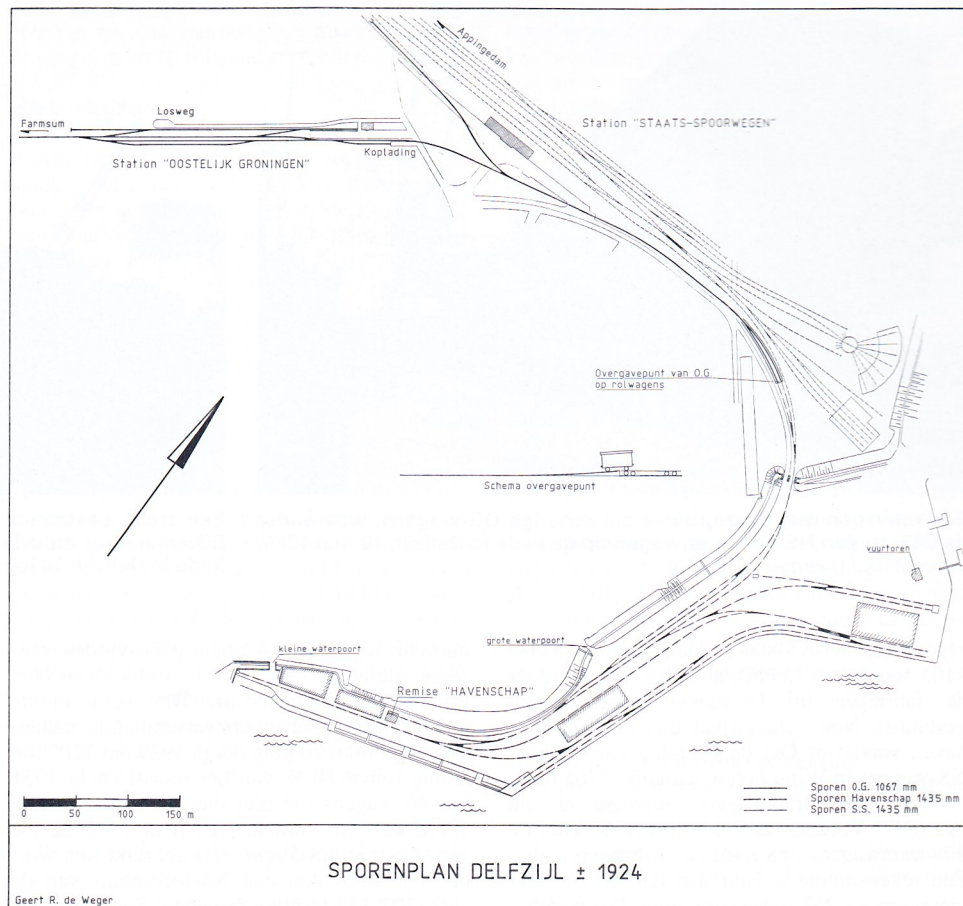 Appingedam
Losweg
Farmsum
Station "STAATS-SPOORWEGEN"
Koplading
Station "OOSTELIJK GRONINGEN"
Overgavepunt van O.G.
op rolwagens
Schema overgavepunt
vuurtoren
grote waterpoort
kleine waterpoort
Remise "HAVENSCHAP"
0 50 100 150 m
Sporen O.G. 1067 mm
Sporen Havenschap 1435 mm
Sporen S.S. 1435 mm
SPORENPLAN DELFZIJL ± 1924
Geert R. de Weger